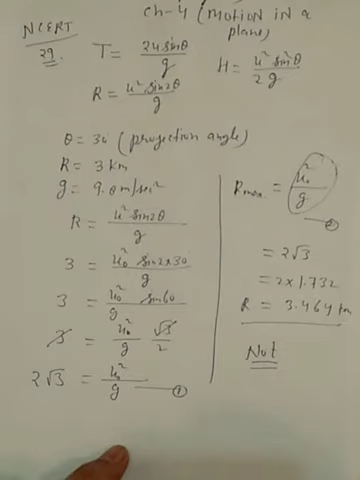 ch-4 (MOTION IN a
plane)
NCERT
29.
T = 2u sinθ / g
H = u² sin²θ / 2g
R = u² sin2θ / g
θ = 30 (projection angle)
R = 3 km
g = 9.8 m/sec²
R = u² sin2θ / g
3 = u₀² sin2×30 / g
3 = u₀² / g sin60
3 = u₀² / g √3 / 2
2√3 = u₀² / g —— ①
Rmax = u₀² / g —— ②
= 2√3
= 2 × 1.732
R = 3.464 km
Not